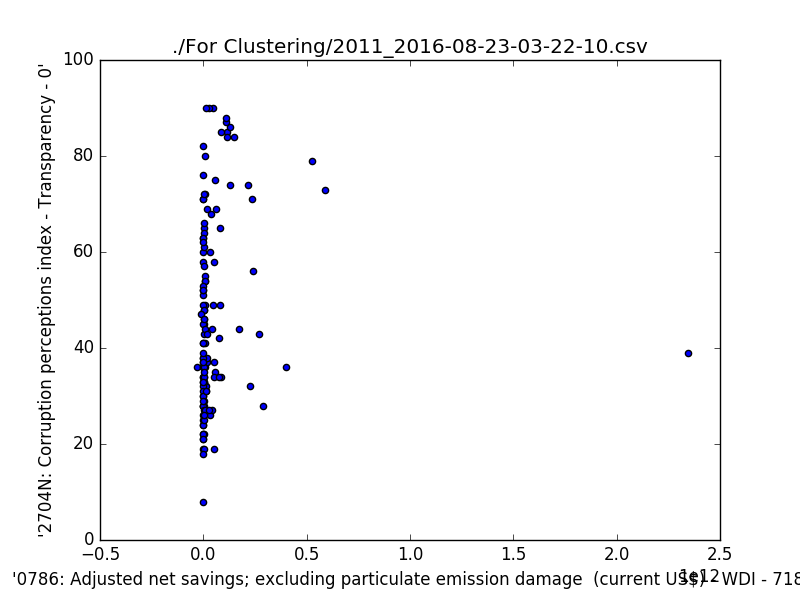 ./For Clustering/2011_2016-08-23-03-22-10.csv
100
80
60
40
20
0
'2704N: Corruption perceptions index - Transparency - 0'
−0.5 0.0 0.5 1.0 1.5 2.0 2.5
1e12
'0786: Adjusted net savings; excluding particulate emission damage (current US$) - WDI - 718